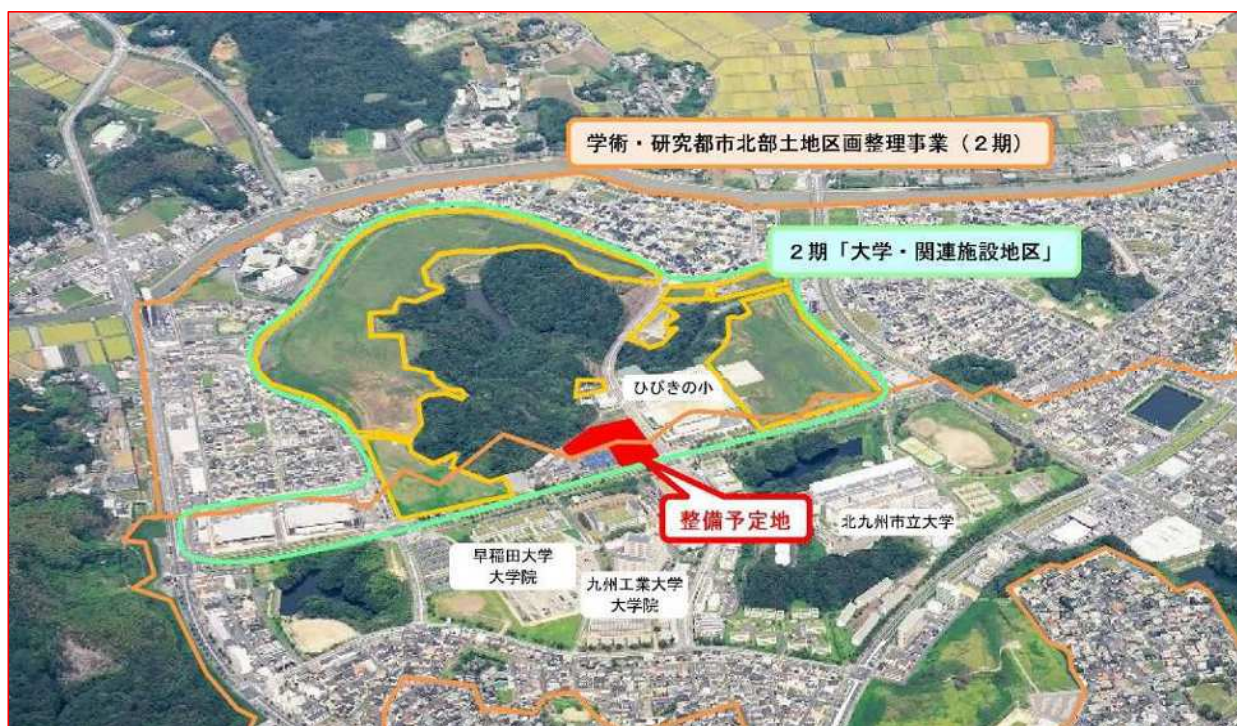 学術・研究都市北部土地区画整理事業（２期）
２期「大学・関連施設地区」
ひびきの小
整備予定地
北九州市立大学
早稲田大学
大学院
九州工業大学
大学院